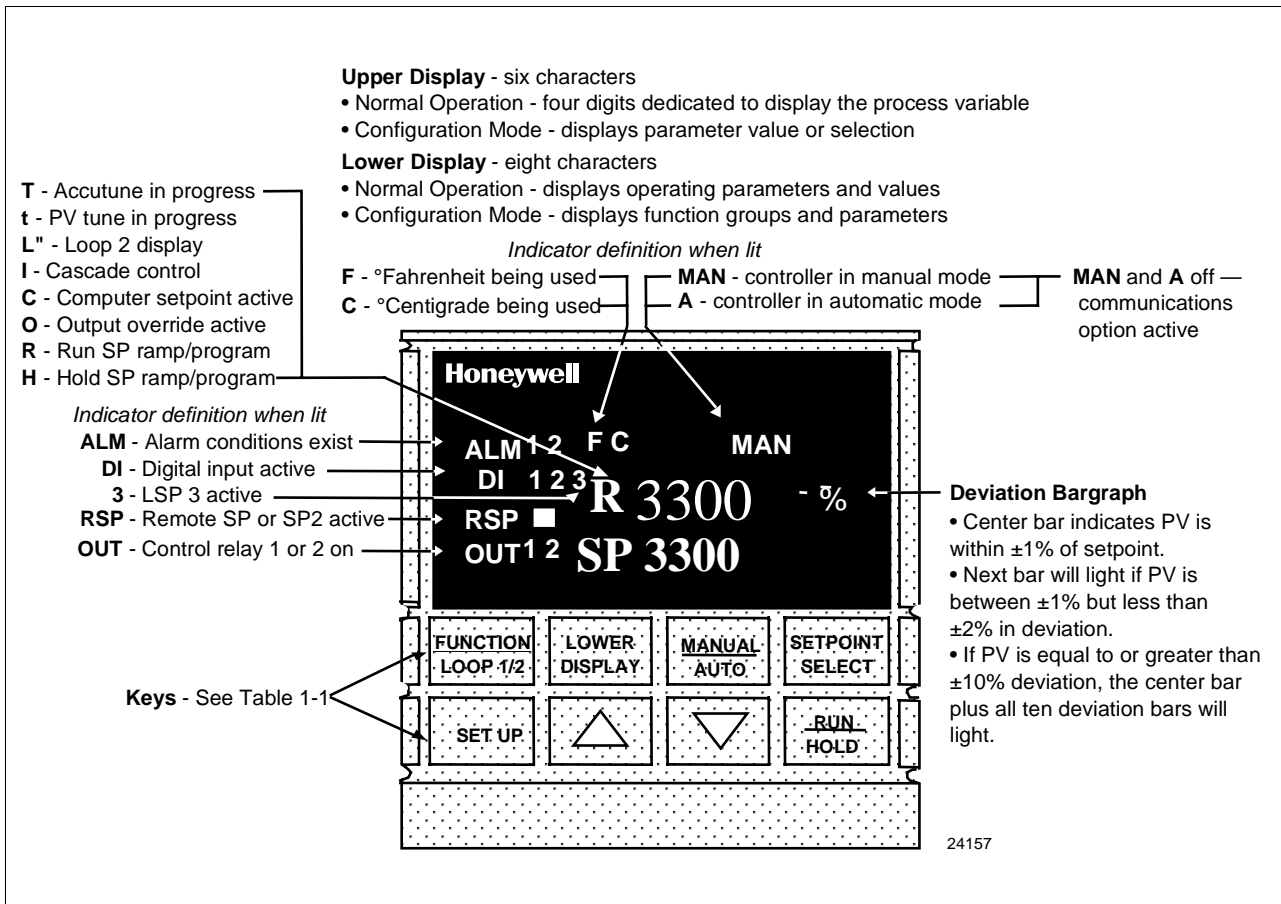 Upper Display - six characters
• Normal Operation - four digits dedicated to display the process variable
• Configuration Mode - displays parameter value or selection
Lower Display - eight characters
• Normal Operation - displays operating parameters and values
• Configuration Mode - displays function groups and parameters
T - Accutune in progress
t - PV tune in progress
L" - Loop 2 display
I - Cascade control
C - Computer setpoint active
O - Output override active
R - Run SP ramp/program
H - Hold SP ramp/program
Indicator definition when lit
F - °Fahrenheit being used
C - °Centigrade being used
MAN - controller in manual mode
A - controller in automatic mode
MAN and A off —
communications
option active
Indicator definition when lit
ALM - Alarm conditions exist
DI - Digital input active
3 - LSP 3 active
RSP - Remote SP or SP2 active
OUT - Control relay 1 or 2 on
Honeywell
ALM 1 2 F C MAN
DI 1 2 3 R 3300 - %
RSP
OUT 1 2 SP 3300
Deviation Bargraph
• Center bar indicates PV is
within ±1% of setpoint.
• Next bar will light if PV is
between ±1% but less than
±2% in deviation.
• If PV is equal to or greater than
±10% deviation, the center bar
plus all ten deviation bars will
light.
Keys - See Table 1-1
FUNCTION
LOOP 1/2
LOWER
DISPLAY
MANUAL
AUTO
SETPOINT
SELECT
SET UP
RUN
HOLD
24157